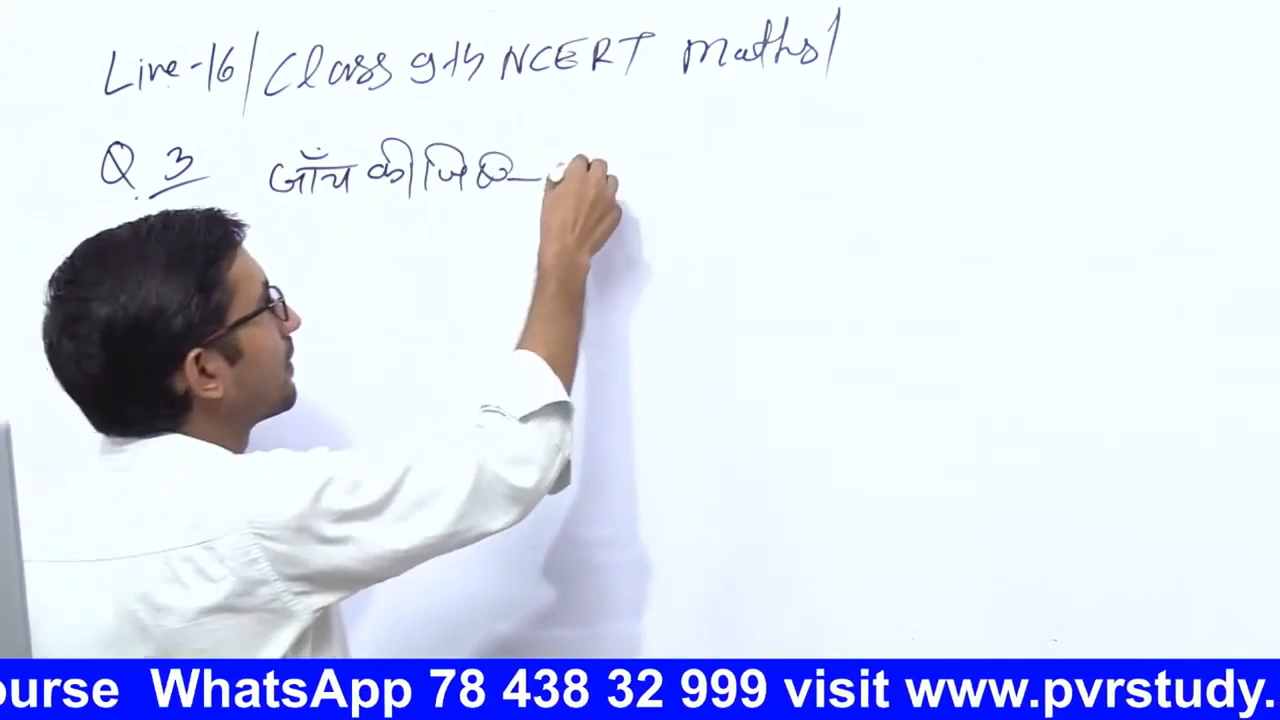 Live-16/Class 9th NCERT Maths/
Q. 3 जाँच कीजिए
ourse WhatsApp 78 438 32 999 visit www.pvrstudy.